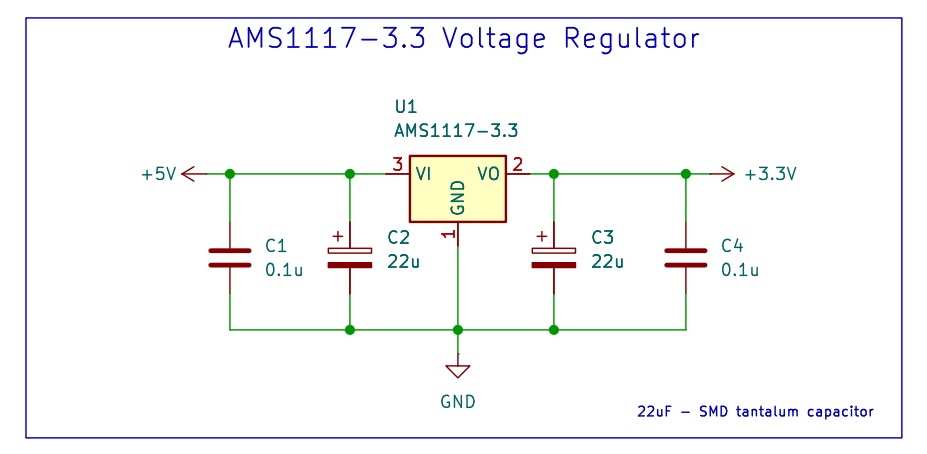 AMS1117-3.3 Voltage Regulator
U1
AMS1117-3.3
+5V
3
VI
VO
2
+3.3V
GND
1
C1
0.1u
+
C2
22u
+
C3
22u
C4
0.1u
GND
22uF - SMD tantalum capacitor